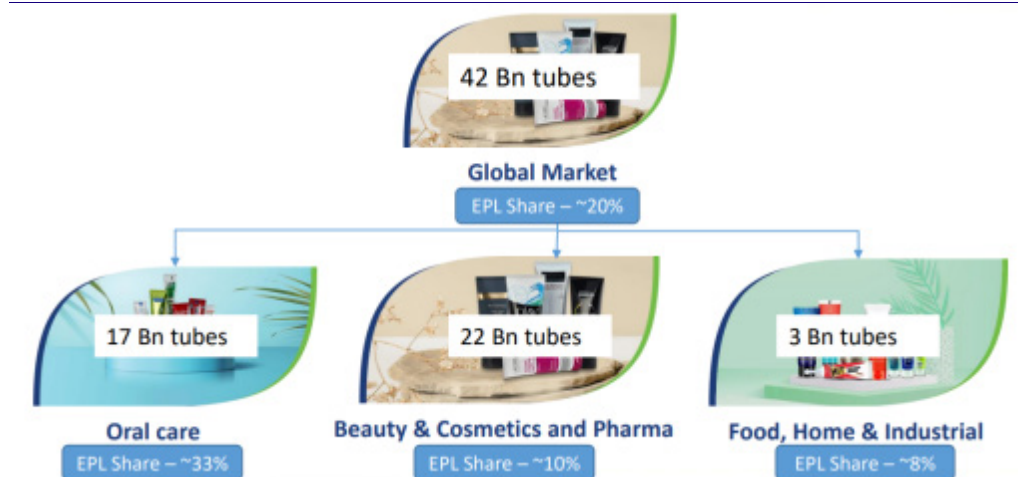 42 Bn tubes
Global Market
EPL Share – ~20%
17 Bn tubes
22 Bn tubes
3 Bn tubes
Oral care
Beauty & Cosmetics and Pharma
Food, Home & Industrial
EPL Share – ~33%
EPL Share – ~10%
EPL Share – ~8%